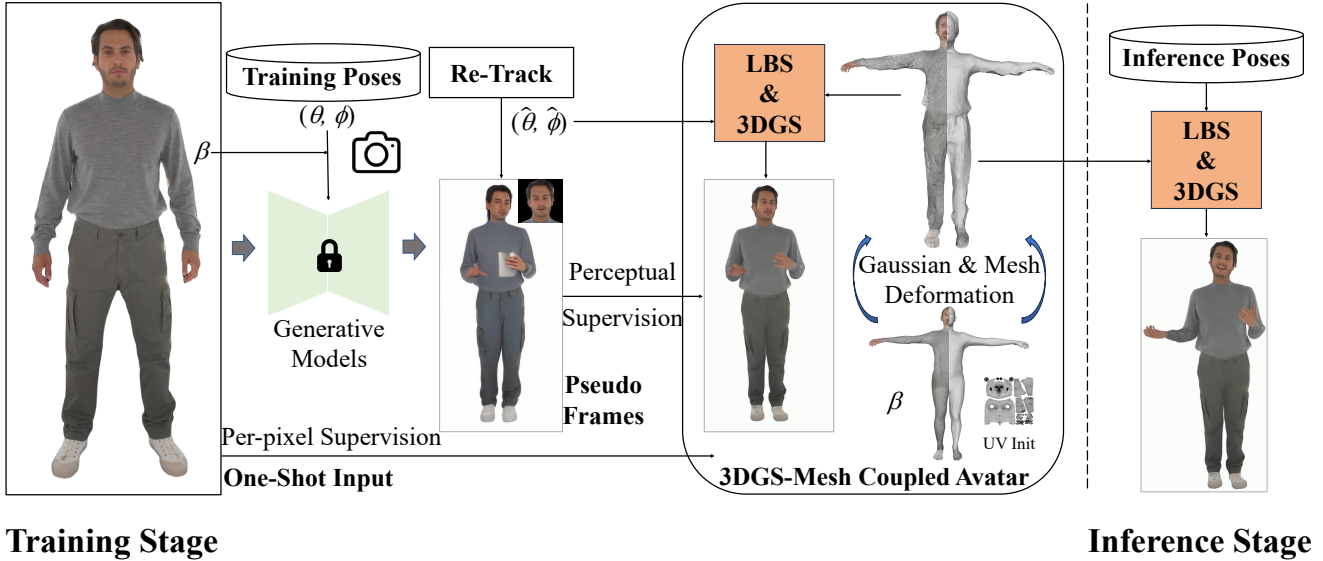 Training Poses
(θ, ϕ)
β
Generative
Models
Re-Track
(θ̂, ϕ̂)
Perceptual
Supervision
Pseudo
Frames
Per-pixel Supervision
One-Shot Input
LBS
&
3DGS
Gaussian & Mesh
Deformation
β
UV Init
3DGS-Mesh Coupled Avatar
Inference Poses
LBS
&
3DGS
Training Stage
Inference Stage